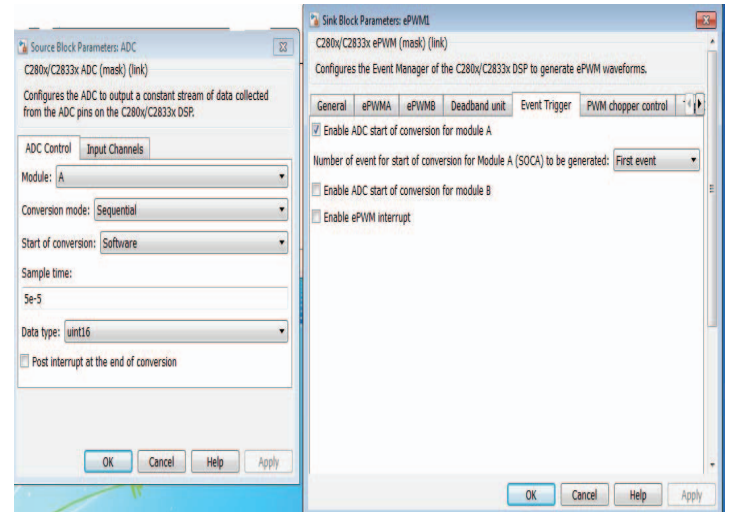 Source Block Parameters: ADC
C280x/C2833x ADC (mask) (link)
Configures the ADC to output a constant stream of data collected
from the ADC pins on the C280x/C2833x DSP.
ADC Control Input Channels
Module: A
Conversion mode: Sequential
Start of conversion: Software
Sample time:
5e-5
Data type: uint16
Post interrupt at the end of conversion
OK Cancel Help Apply
Sink Block Parameters: ePWM1
C280x/C2833x ePWM (mask) (link)
Configures the Event Manager of the C280x/C2833x DSP to generate ePWM waveforms.
General ePWMA ePWMB Deadband unit Event Trigger PWM chopper control
Enable ADC start of conversion for module A
Number of event for start of conversion for Module A (SOCA) to be generated: First event
Enable ADC start of conversion for module B
Enable ePWM interrupt
OK Cancel Help Apply